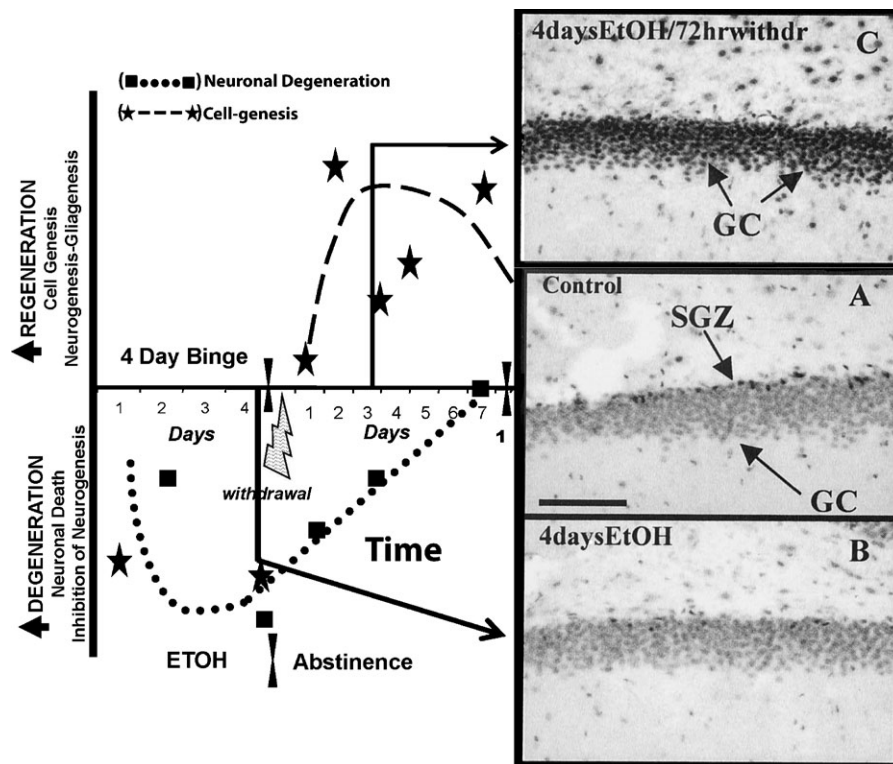 (■•••••■) Neuronal Degeneration
(★- - - -★) Cell-genesis
REGENERATION
Cell Genesis
Neurogenesis-Gliagenesis
DEGENERATION
Neuronal Death
Inhibition of Neurogenesis
4 Day Binge
1 2 3 4 1 2 3 4 5 6 7 1
Days Days
withdrawal
Time
ETOH Abstinence
4daysEtOH/72hrwithdr C
GC
Control A
SGZ
GC
4daysEtOH B